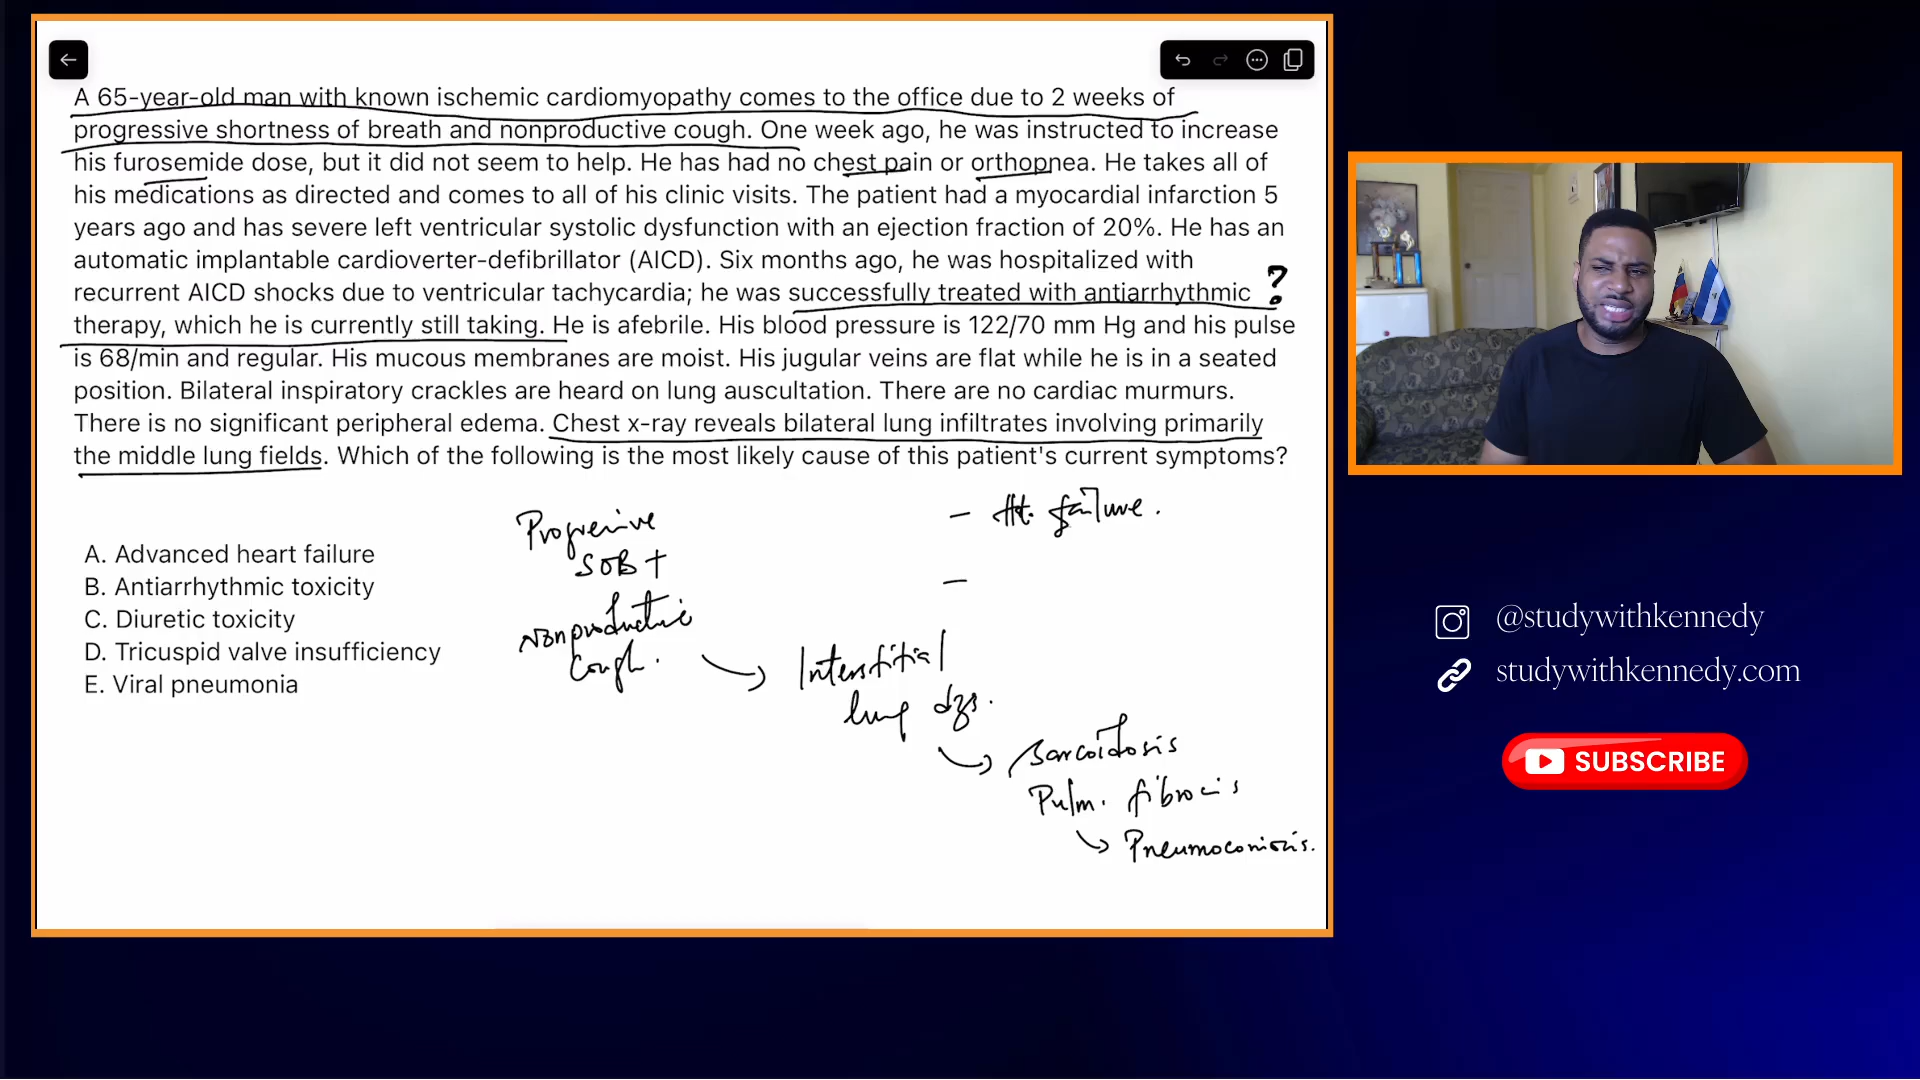 A 65-year-old man with known ischemic cardiomyopathy comes to the office due to 2 weeks of
progressive shortness of breath and nonproductive cough. One week ago, he was instructed to increase
his furosemide dose, but it did not seem to help. He has had no chest pain or orthopnea. He takes all of
his medications as directed and comes to all of his clinic visits. The patient had a myocardial infarction 5
years ago and has severe left ventricular systolic dysfunction with an ejection fraction of 20%. He has an
automatic implantable cardioverter-defibrillator (AICD). Six months ago, he was hospitalized with
recurrent AICD shocks due to ventricular tachycardia; he was successfully treated with antiarrhythmic ?
therapy, which he is currently still taking. He is afebrile. His blood pressure is 122/70 mm Hg and his pulse
is 68/min and regular. His mucous membranes are moist. His jugular veins are flat while he is in a seated
position. Bilateral inspiratory crackles are heard on lung auscultation. There are no cardiac murmurs.
There is no significant peripheral edema. Chest x-ray reveals bilateral lung infiltrates involving primarily
the middle lung fields. Which of the following is the most likely cause of this patient's current symptoms?
A. Advanced heart failure
B. Antiarrhythmic toxicity
C. Diuretic toxicity
D. Tricuspid valve insufficiency
E. Viral pneumonia
Progressive
SOB +
Nonproductive
Cough.
- Ht. failure.
-
Interstitial
lung dzs.
Sarcoidosis
Pulm. fibrosis
Pneumoconiosis.
@studywithkennedy
studywithkennedy.com
SUBSCRIBE